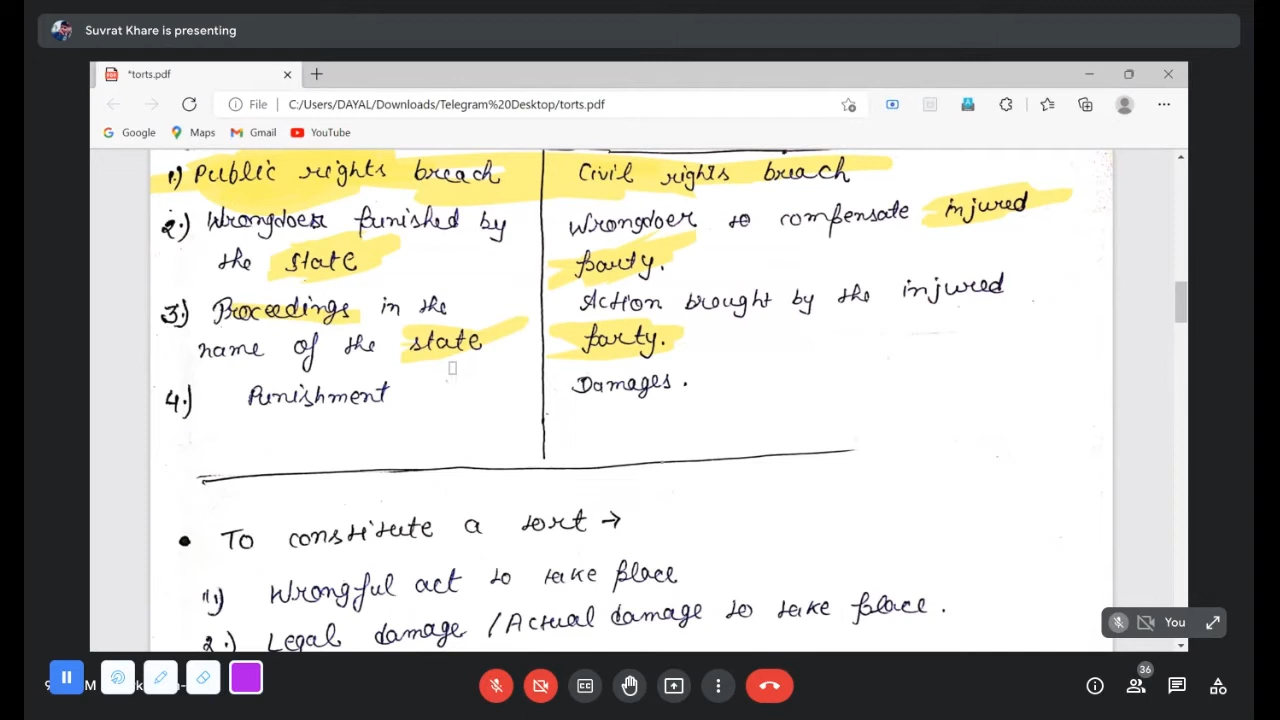 Suvrat Khare is presenting
*torts.pdf
File | C:/Users/DAYAL/Downloads/Telegram%20Desktop/torts.pdf
Google Maps Gmail YouTube
1.) Public rights breach
Civil rights breach
2.) Wrongdoer punished by
the state
Wrongdoer to compensate injured
party.
3.) Proceedings in the
name of the state
Action brought by the injured
party.
4.) Punishment
Damages.
• To constitute a tort →
1) Wrongful act to take place
2.) Legal damage / Actual damage to take place.
You
36